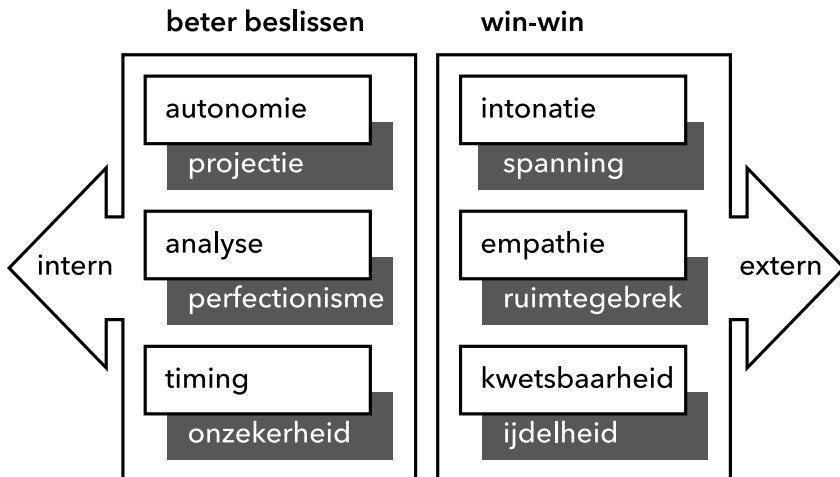 beter beslissen
win-win
autonomie
projectie
analyse
perfectionisme
timing
onzekerheid
intonatie
spanning
empathie
ruimtegebrek
kwetsbaarheid
ijdelheid
intern
extern